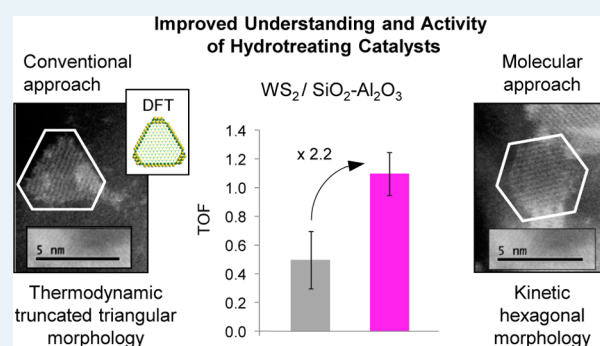 Improved Understanding and Activity
of Hydrotreating Catalysts
Conventional
approach
DFT
5 nm
Thermodynamic
truncated triangular
morphology
WS2 / SiO2-Al2O3
TOF
1.4
1.2
1.0
0.8
0.6
0.4
0.2
0.0
x 2.2
Molecular
approach
5 nm
Kinetic
hexagonal
morphology